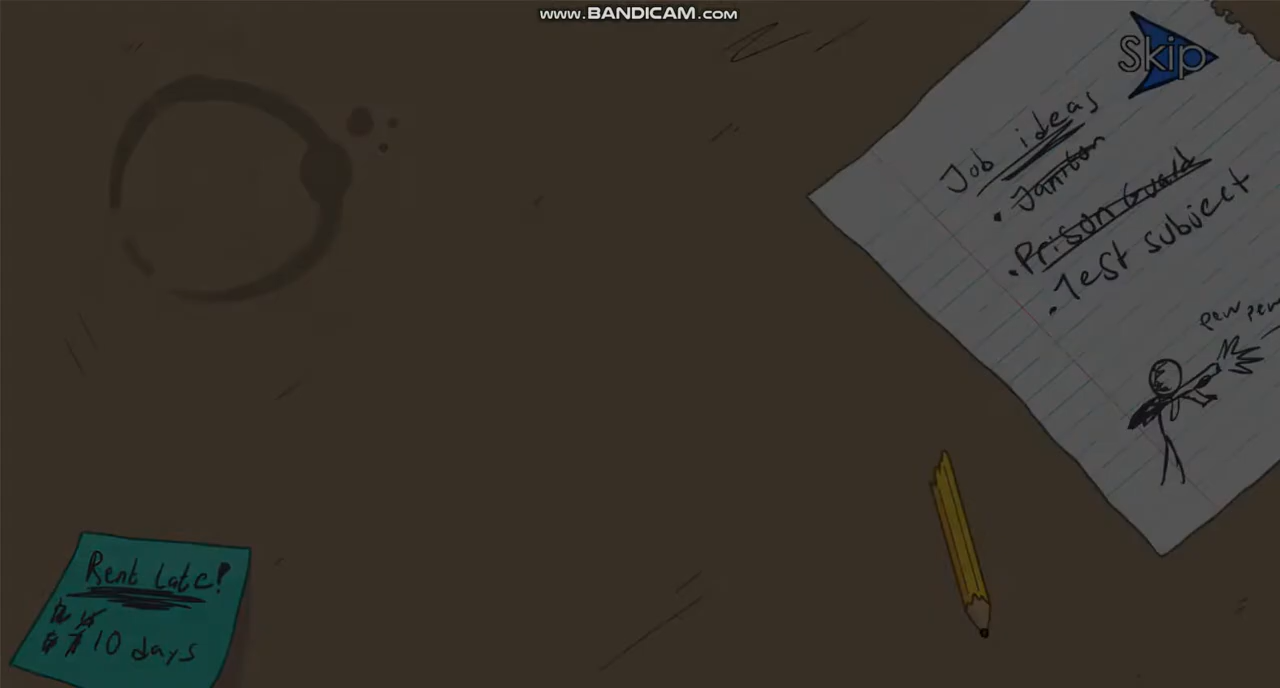 www.BANDICAM.com
Skip
Job ideas
• Janitor
• Prison Guard
• Test subject
pew pew
Rent Late!
10 days